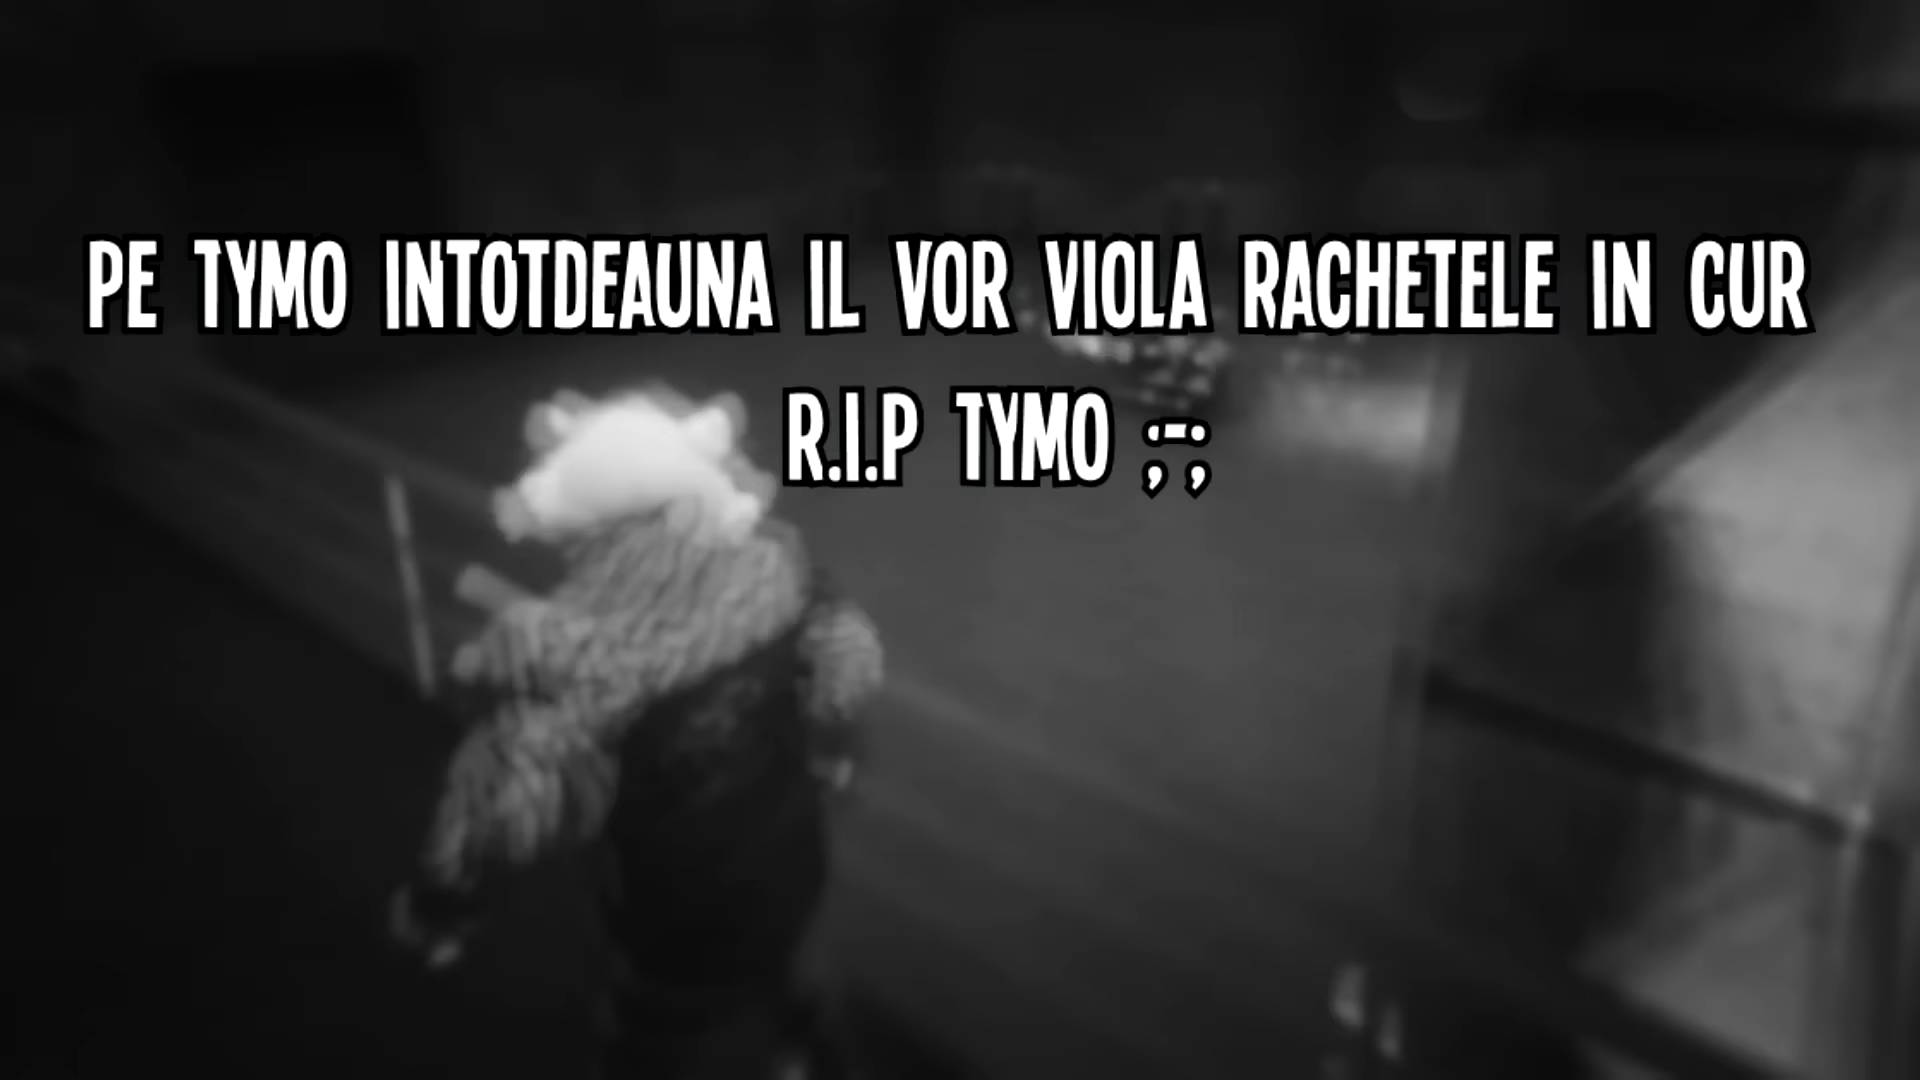 PE TYMO INTOTDEAUNA IL VOR VIOLA RACHETELE IN CUR
R.I.P TYMO ;-;